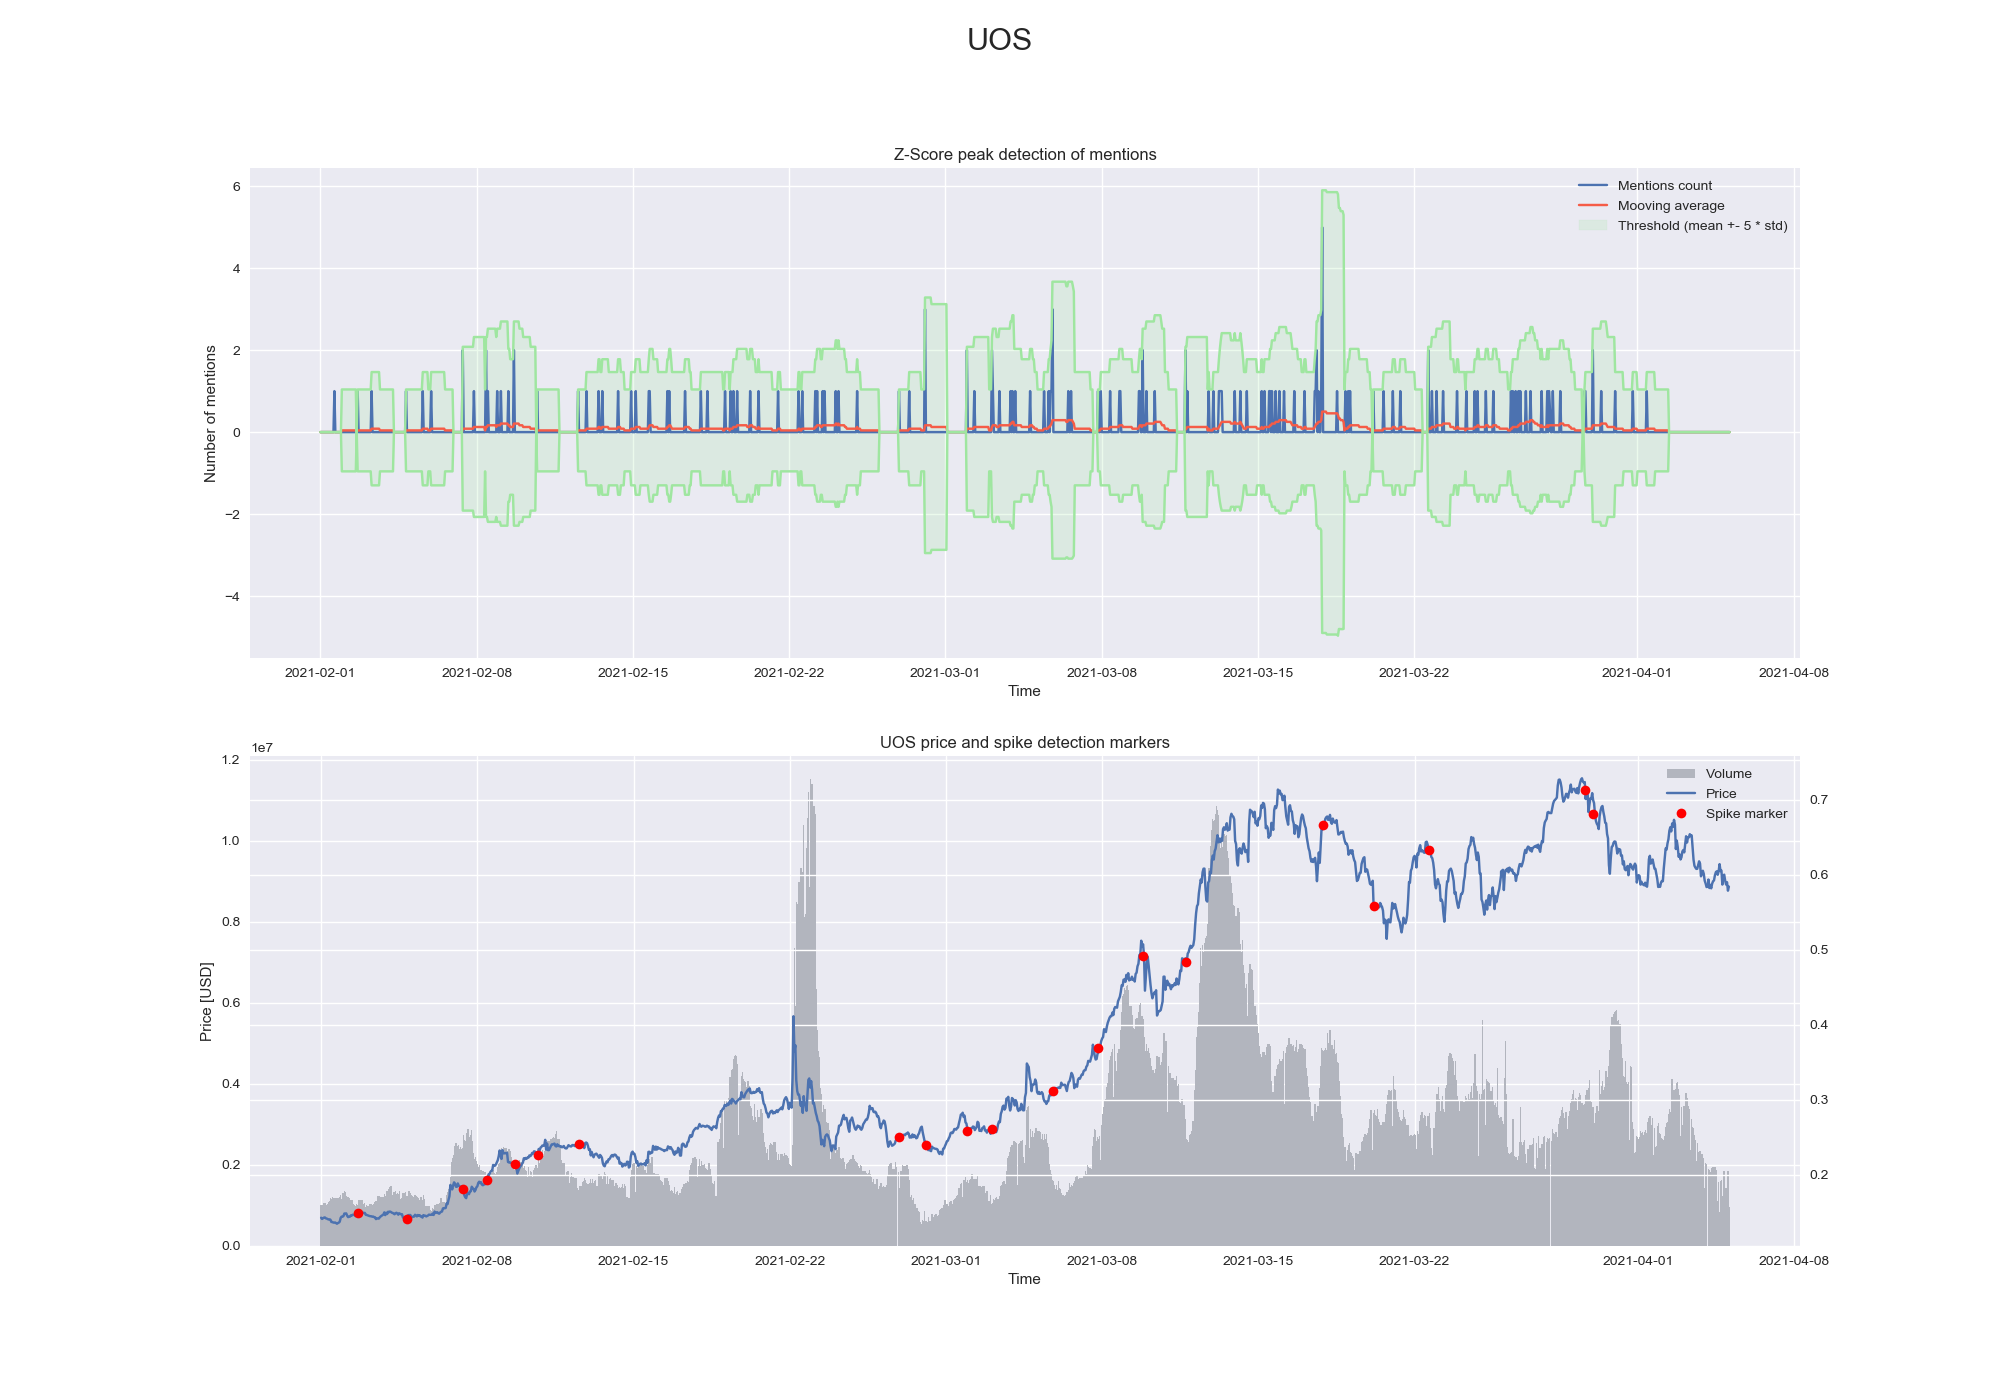 UOS
Z-Score peak detection of mentions
Mentions count
Mooving average
Threshold (mean +- 5 * std)
Number of mentions
6
4
2
0
−2
−4
2021-02-01 2021-02-08 2021-02-15 2021-02-22 2021-03-01 2021-03-08 2021-03-15 2021-03-22 2021-04-01 2021-04-08
Time
UOS price and spike detection markers
1e7
Volume
Price
Spike marker
Price [USD]
1.2
1.0
0.8
0.6
0.4
0.2
0.0
0.7
0.6
0.5
0.4
0.3
0.2
2021-02-01 2021-02-08 2021-02-15 2021-02-22 2021-03-01 2021-03-08 2021-03-15 2021-03-22 2021-04-01 2021-04-08
Time